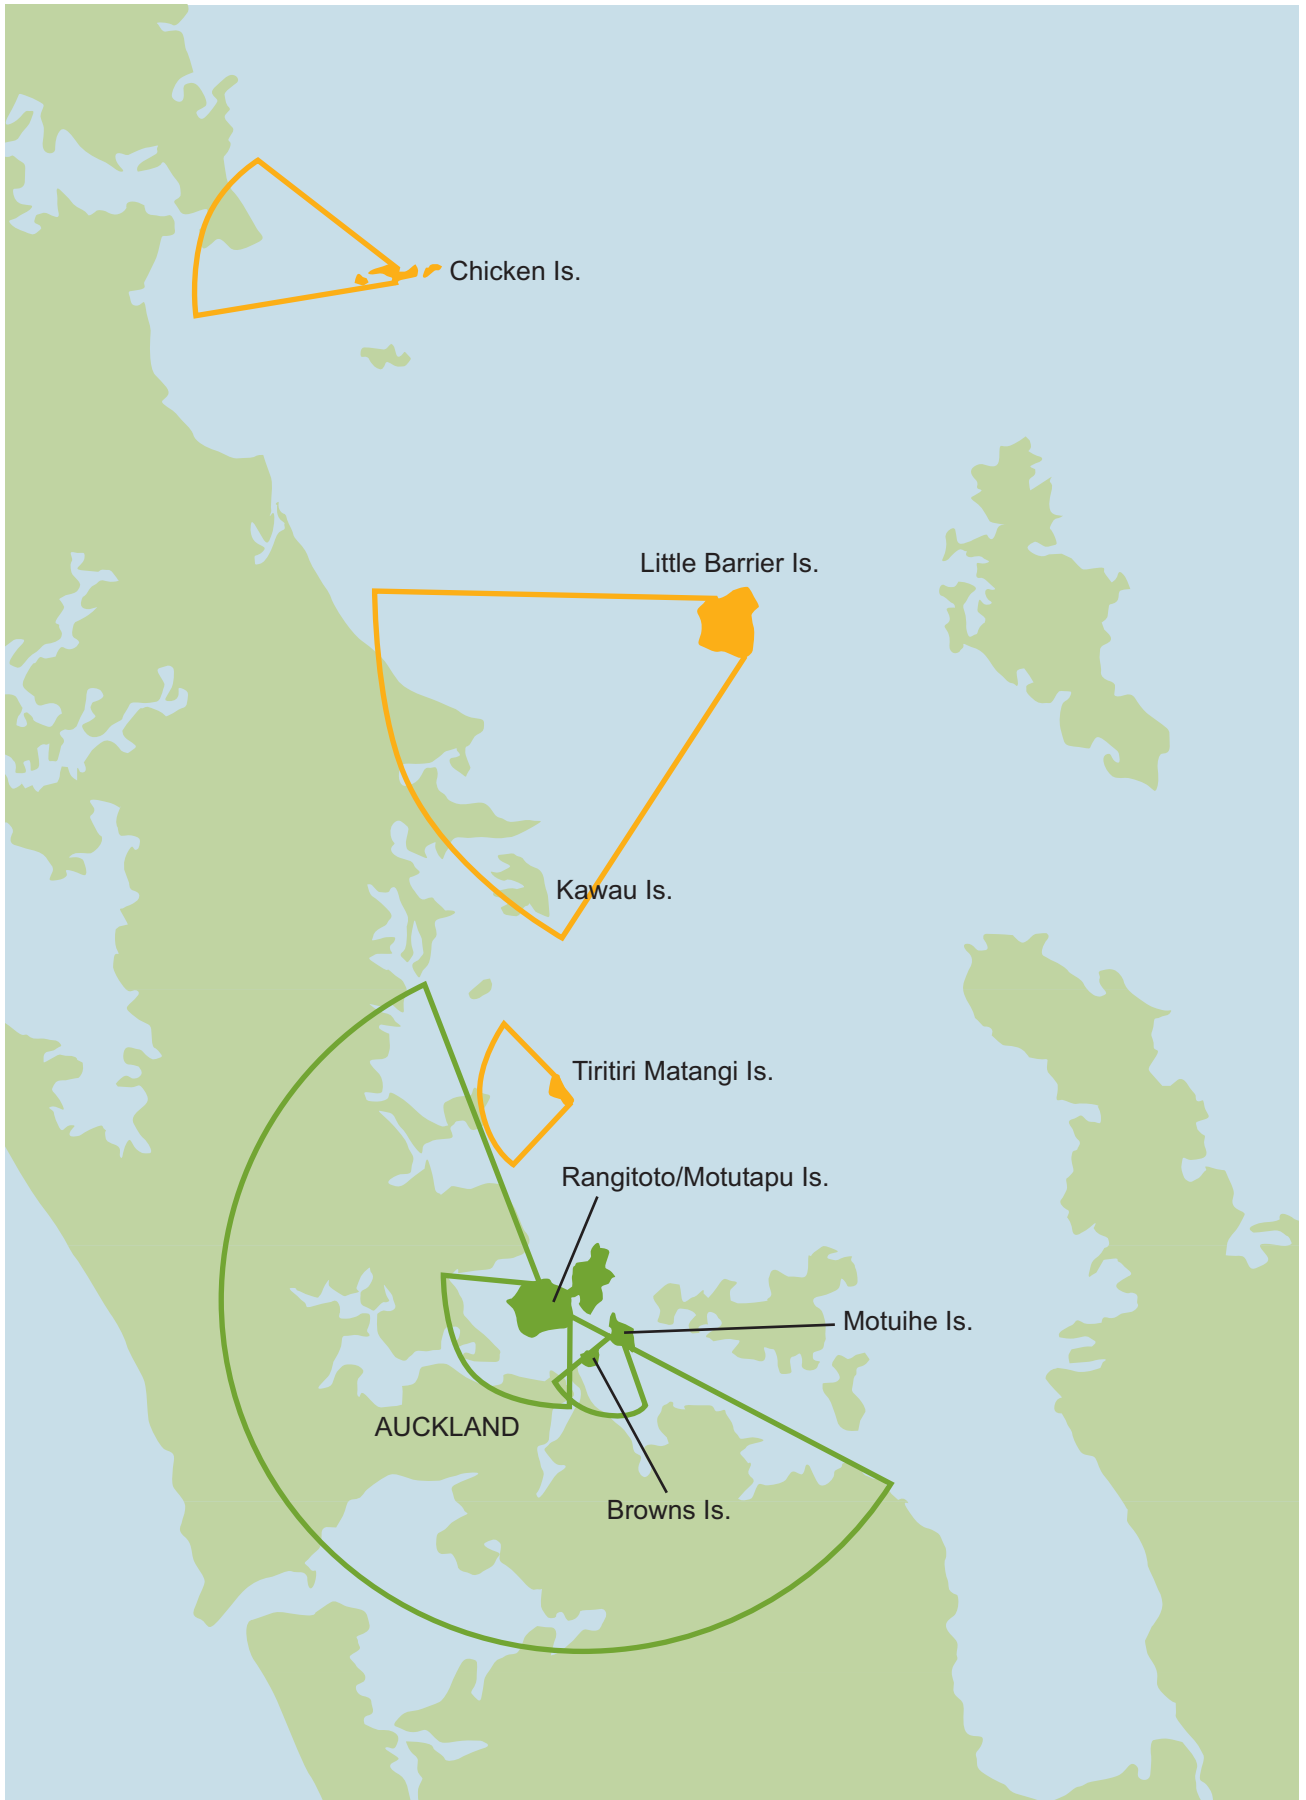 Chicken Is.
Little Barrier Is.
Kawau Is.
Tiritiri Matangi Is.
Rangitoto/Motutapu Is.
Motuihe Is.
AUCKLAND
Browns Is.